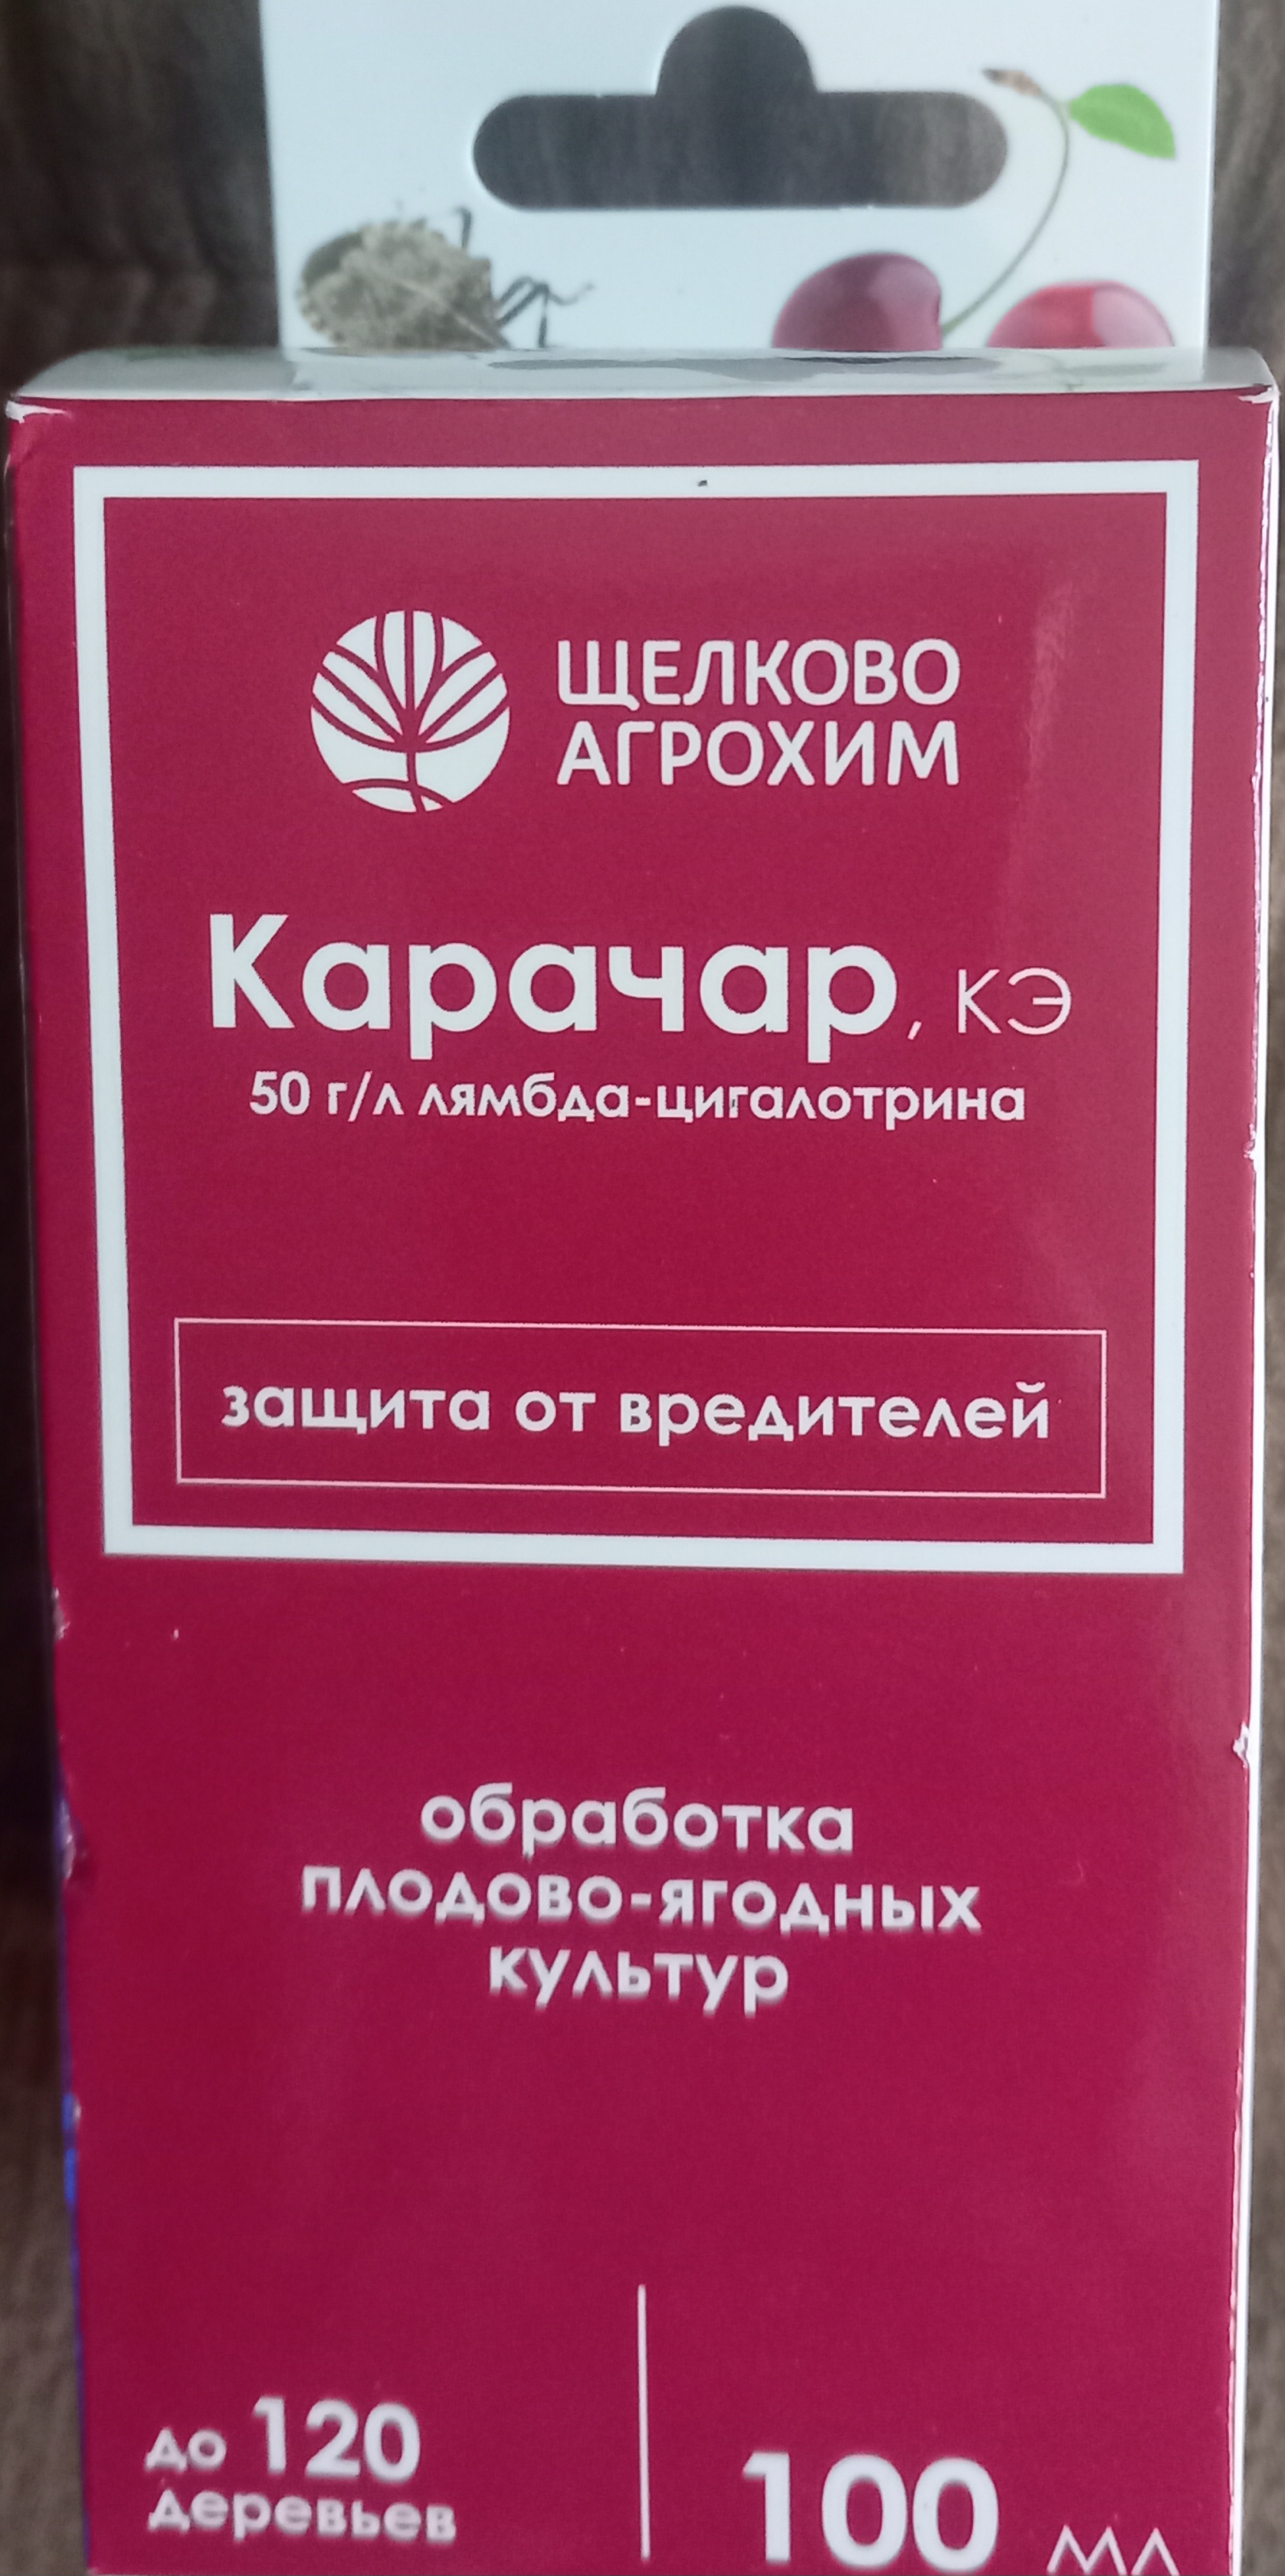 ЩЕЛКОВО
АГРОХИМ
Карачар, КЭ
50 г/л лямбда-цигалотрина
защита от вредителей
обработка
плодово-ягодных
культур
до 120
деревьев
100 мл